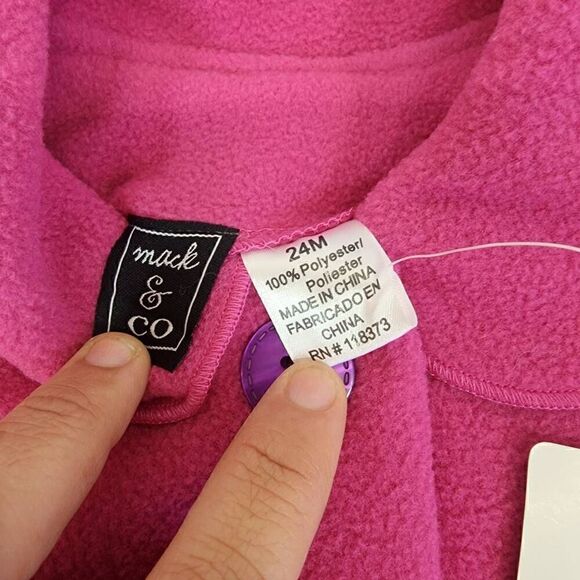 mack
&
CO
24M
100% Polyester/
Poliester
MADE IN CHINA
FABRICADO EN
CHINA
RN # 118373